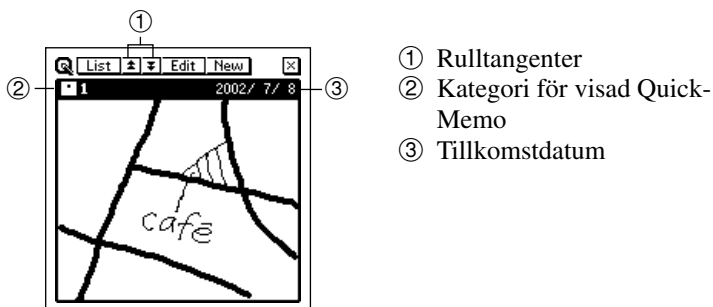 ①
List Edit New
② 1 2002/ 7/ 8 ③
café
① Rulltangenter
② Kategori för visad Quick-
Memo
③ Tillkomstdatum